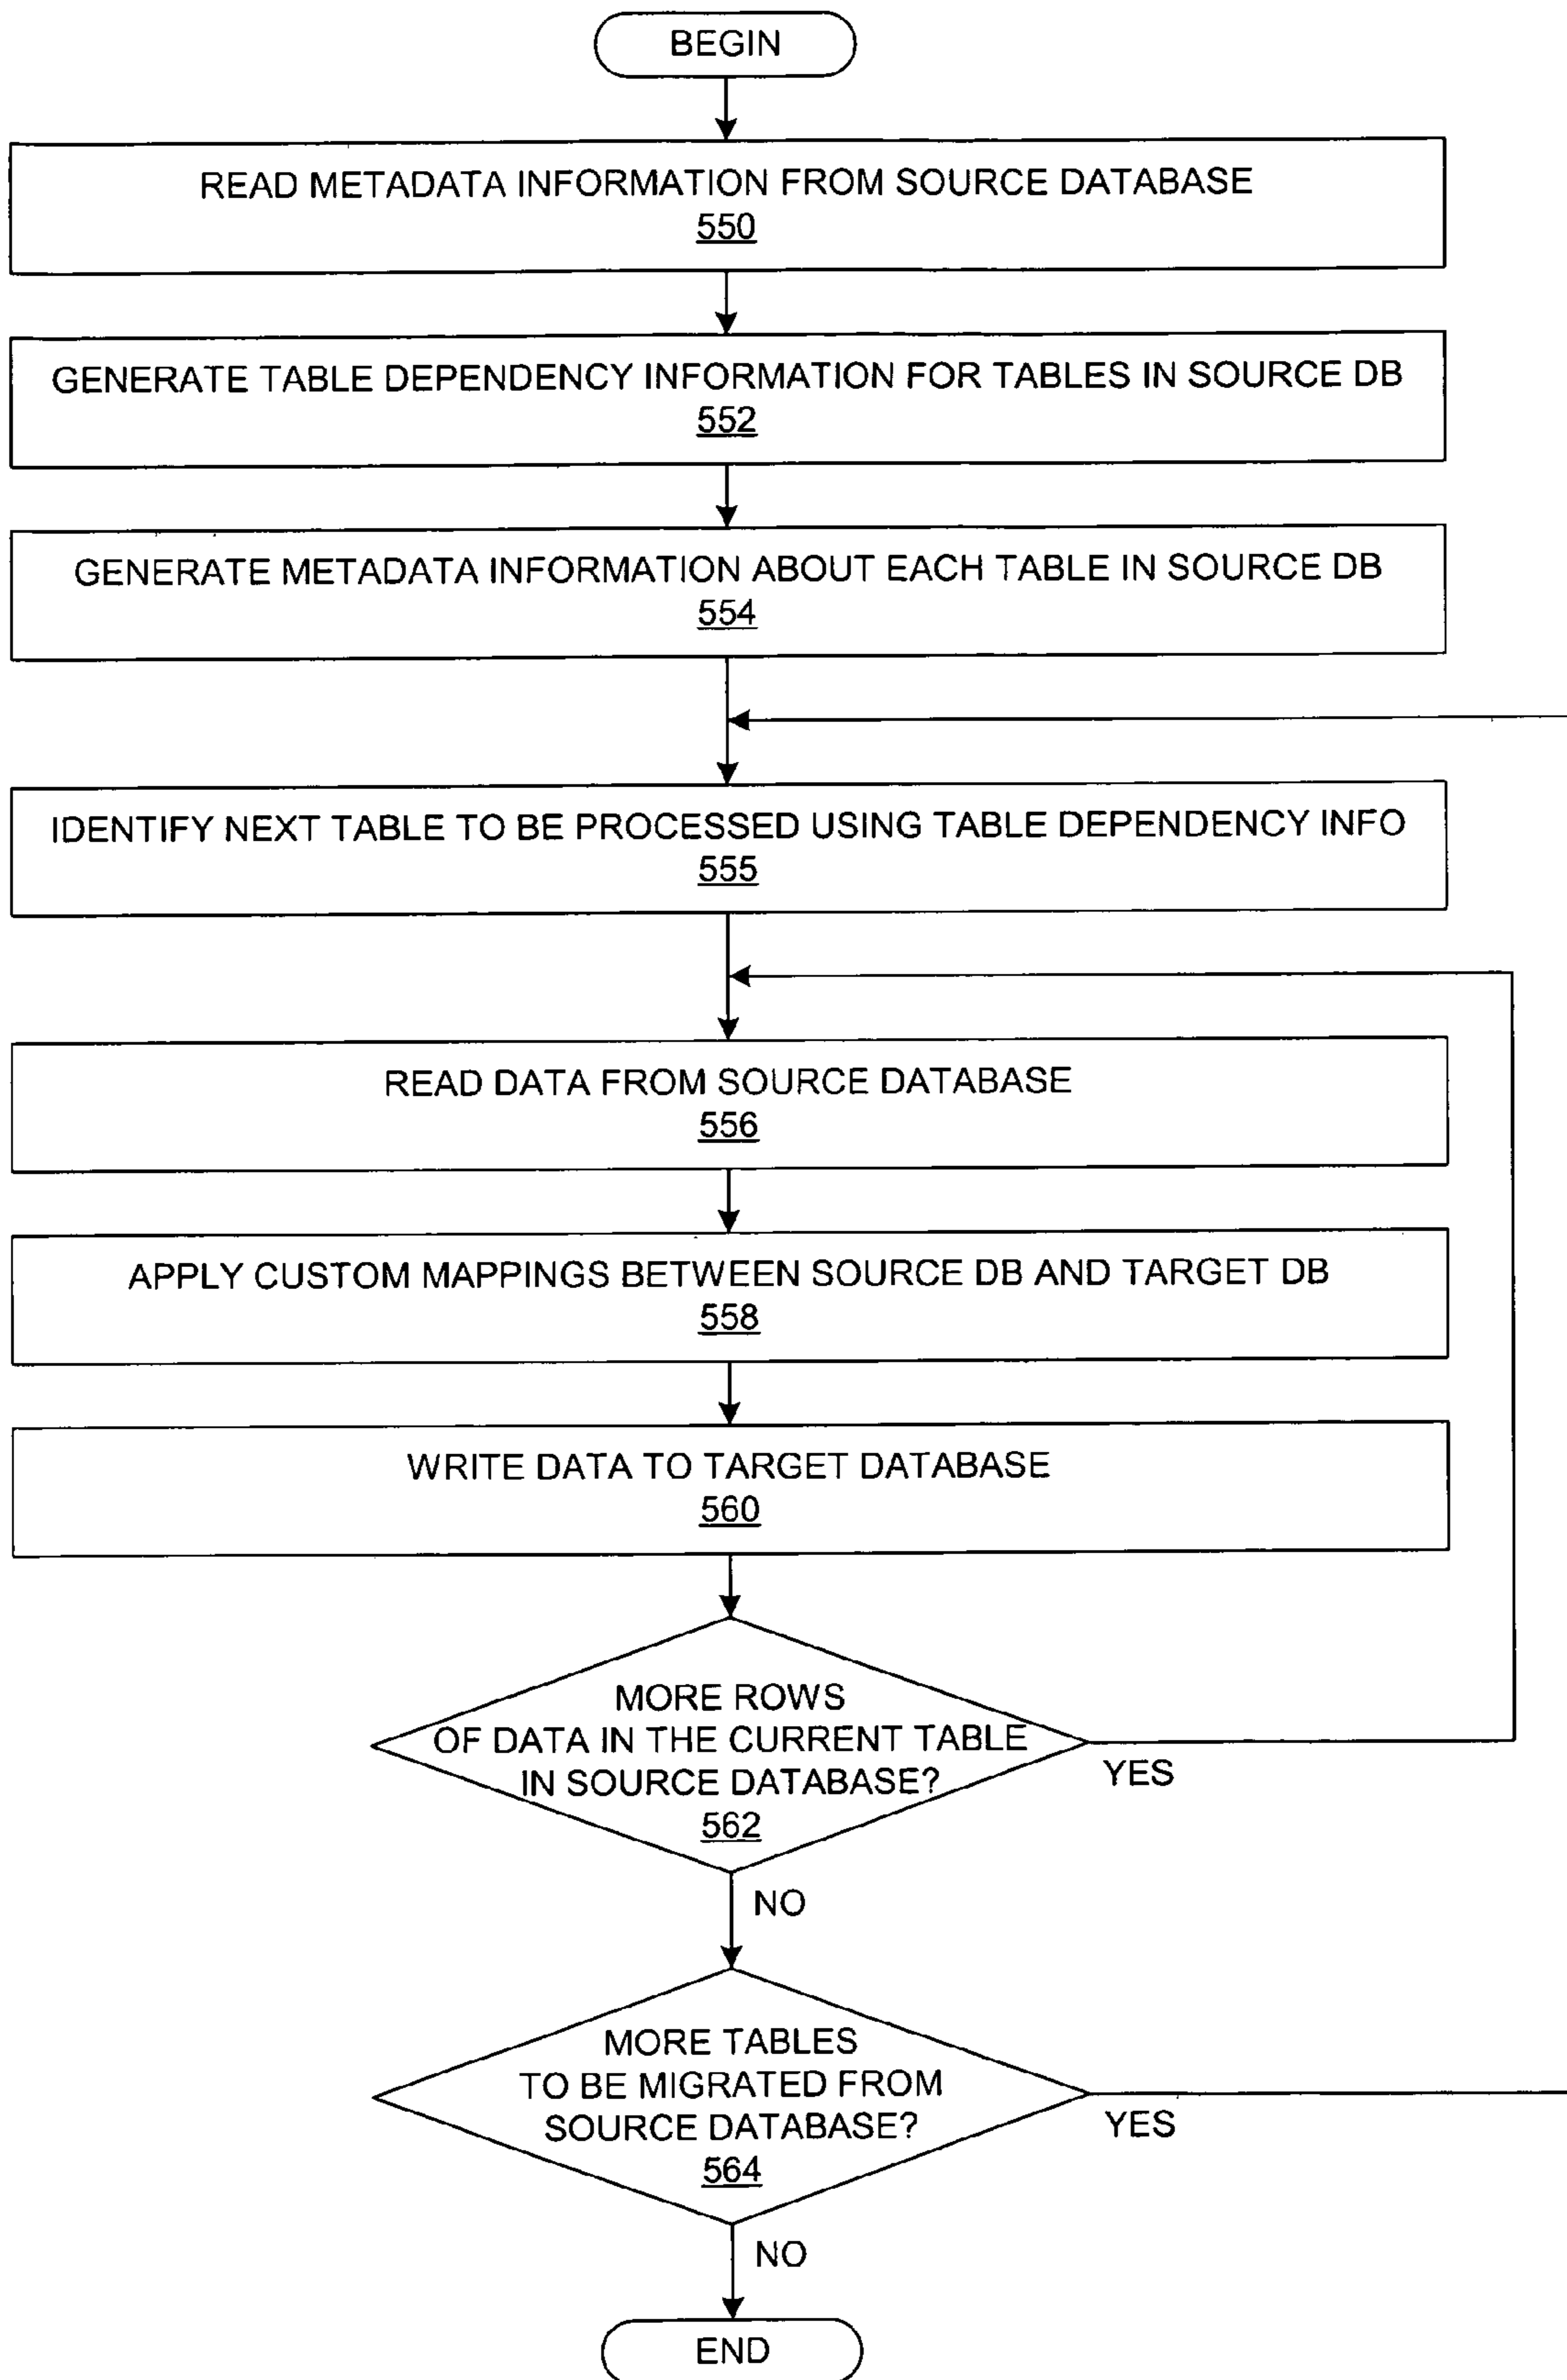 BEGIN
READ METADATA INFORMATION FROM SOURCE DATABASE
550
GENERATE TABLE DEPENDENCY INFORMATION FOR TABLES IN SOURCE DB
552
GENERATE METADATA INFORMATION ABOUT EACH TABLE IN SOURCE DB
554
IDENTIFY NEXT TABLE TO BE PROCESSED USING TABLE DEPENDENCY INFO
555
READ DATA FROM SOURCE DATABASE
556
APPLY CUSTOM MAPPINGS BETWEEN SOURCE DB AND TARGET DB
558
WRITE DATA TO TARGET DATABASE
560
MORE ROWS
OF DATA IN THE CURRENT TABLE
IN SOURCE DATABASE?
562
YES
NO
MORE TABLES
TO BE MIGRATED FROM
SOURCE DATABASE?
564
YES
NO
END